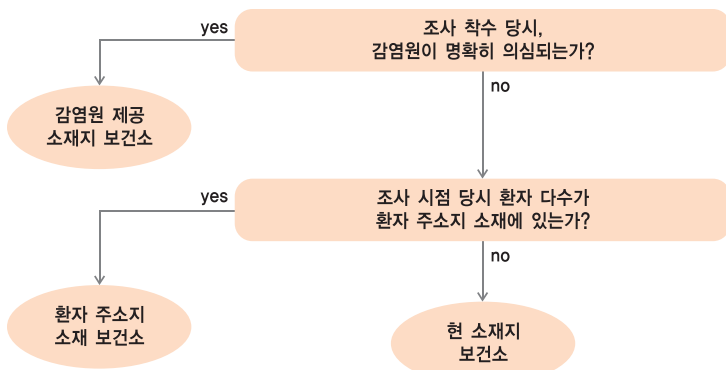 조사 착수 당시,
감염원이 명확히 의심되는가?
yes
no
감염원 제공
소재지 보건소
조사 시점 당시 환자 다수가
환자 주소지 소재에 있는가?
yes
no
환자 주소지
소재 보건소
현 소재지
보건소